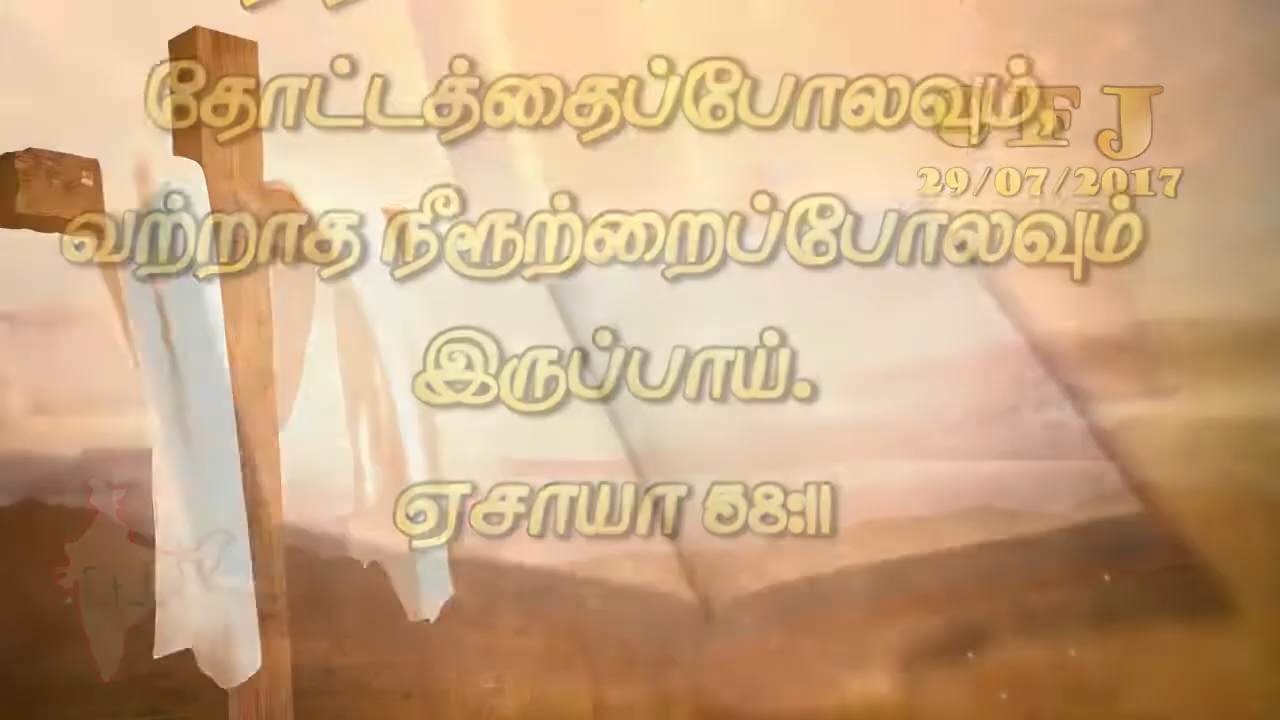 தோட்டத்தைப்போலவும்,
F J
29/07/2017
வற்றாத நீரூற்றைப்போலவும்
இருப்பாய்.
ஏசாயா 58:11